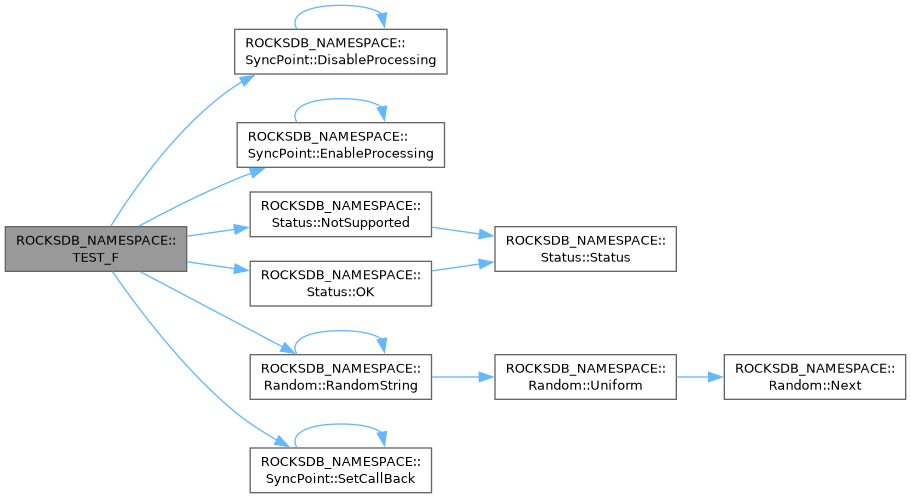 ROCKSDB_NAMESPACE::
SyncPoint::DisableProcessing
ROCKSDB_NAMESPACE::
SyncPoint::EnableProcessing
ROCKSDB_NAMESPACE::
Status::NotSupported
ROCKSDB_NAMESPACE::
TEST_F
ROCKSDB_NAMESPACE::
Status::Status
ROCKSDB_NAMESPACE::
Status::OK
ROCKSDB_NAMESPACE::
Random::RandomString
ROCKSDB_NAMESPACE::
Random::Uniform
ROCKSDB_NAMESPACE::
Random::Next
ROCKSDB_NAMESPACE::
SyncPoint::SetCallBack